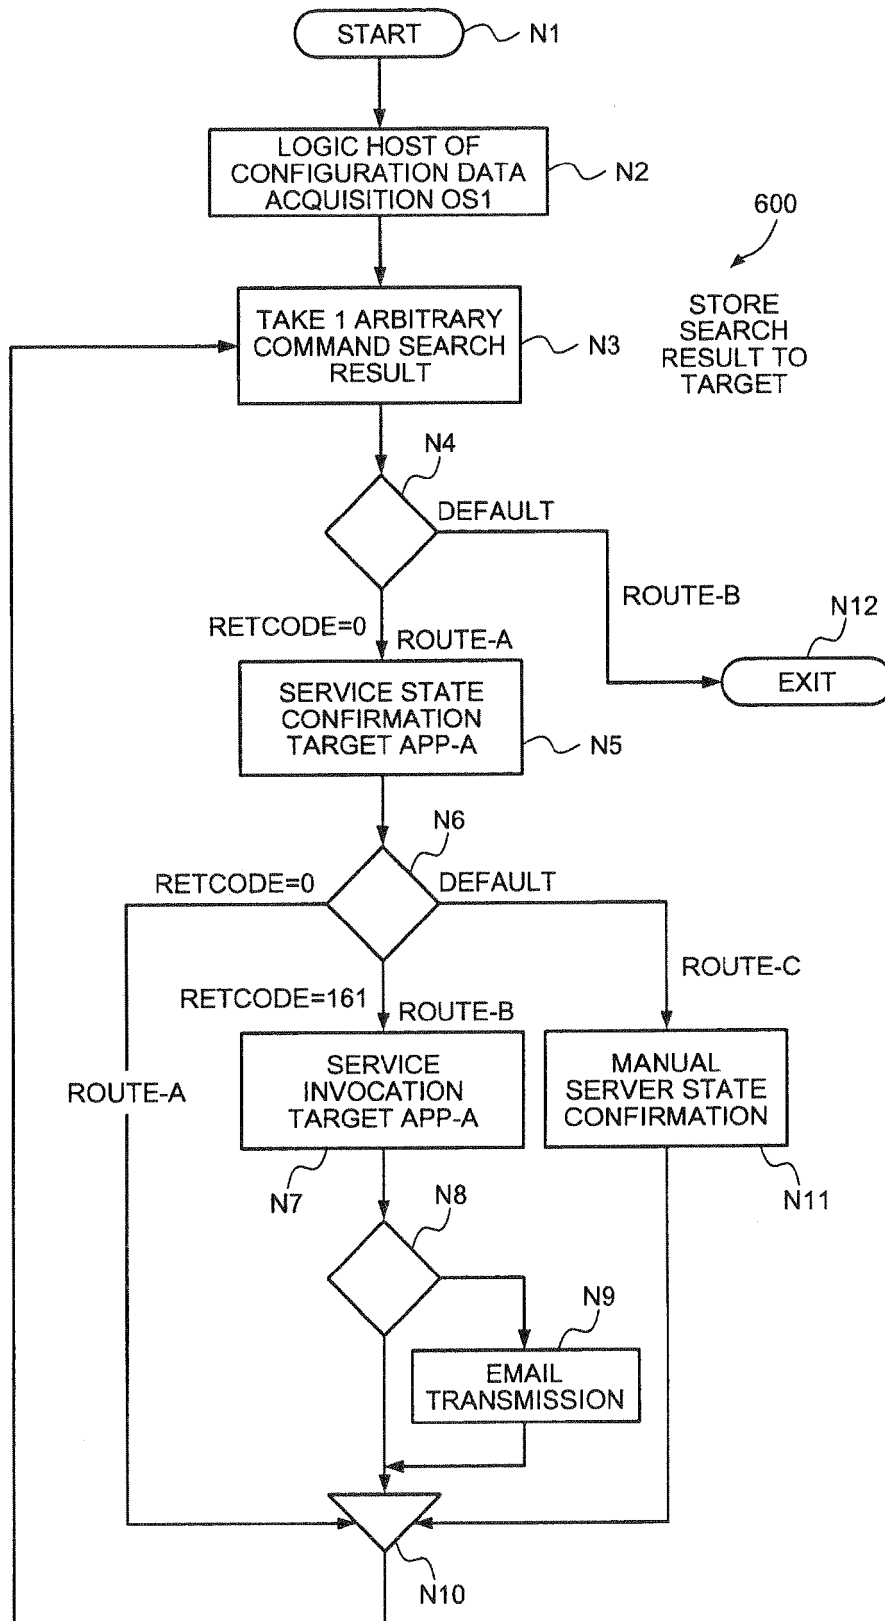 START
N1
LOGIC HOST OF
CONFIGURATION DATA
ACQUISITION OS1
N2
600
STORE
SEARCH
RESULT TO
TARGET
TAKE 1 ARBITRARY
COMMAND SEARCH
RESULT
N3
N4
DEFAULT
ROUTE-B
RETCODE=0
ROUTE-A
N12
EXIT
SERVICE STATE
CONFIRMATION
TARGET APP-A
N5
N6
RETCODE=0
DEFAULT
ROUTE-C
RETCODE=161
ROUTE-B
ROUTE-A
SERVICE
INVOCATION
TARGET APP-A
MANUAL
SERVER STATE
CONFIRMATION
N7
N11
N8
N9
EMAIL
TRANSMISSION
N10